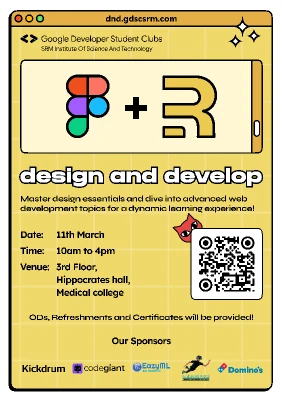 dnd.gdscsrm.com
Google Developer Student Clubs
SRM Institute Of Science And Technology
design and develop
Master design essentials and dive into advanced web
development topics for a dynamic learning experience!
Date: 11th March
Time: 10am to 4pm
Venue: 3rd Floor,
Hippocrates hall,
Medical college
ODs, Refreshments and Certificates will be provided!
Our Sponsors
Kickdrum codegiant EazyML Domino's